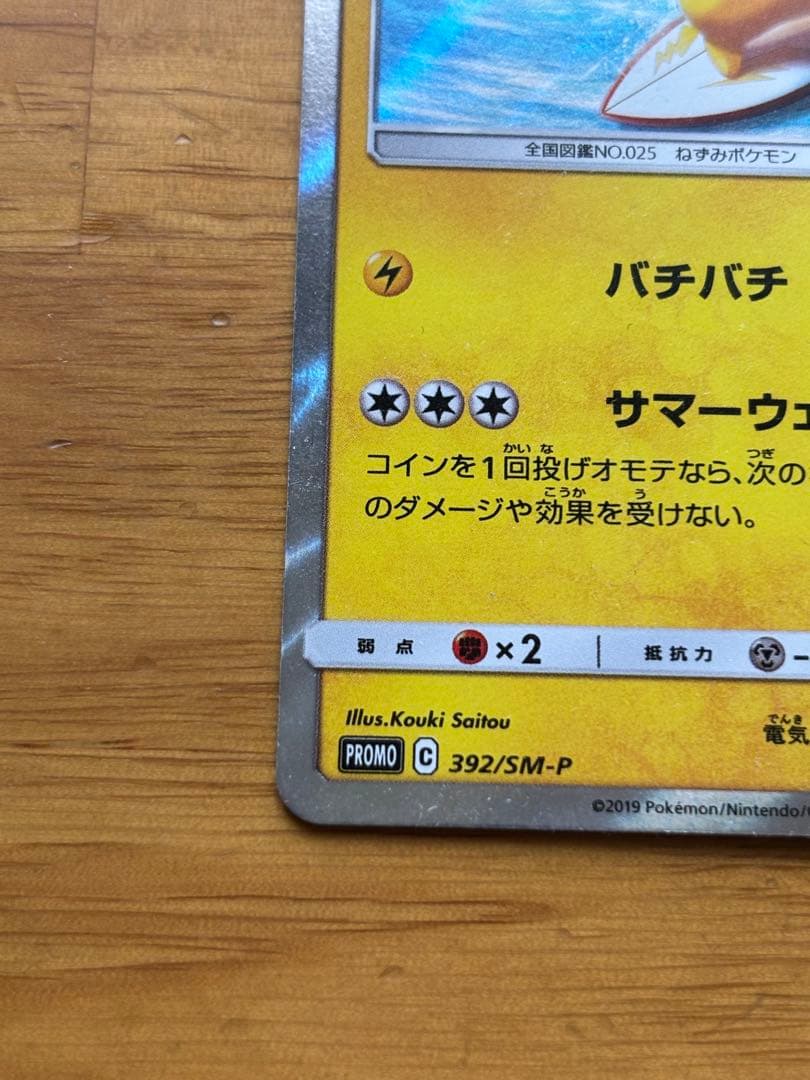 全国図鑑NO.025 ねずみポケモン
バチバチ
サマーウェ
コインを1回投げオモテなら、次の
のダメージや効果を受けない。
弱点 ×2 抵抗力 -
Illus.Kouki Saitou
電気
PROMO C 392/SM-P
©2019 Pokémon/Nintendo/